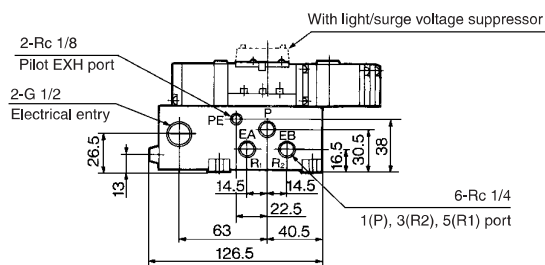 With light/surge voltage suppressor
2-Rc 1/8
Pilot EXH port
2-G 1/2
Electrical entry
PE
P
EA
EB
R1
R2
26.5
13
16.5
30.5
38
14.5
14.5
22.5
6-Rc 1/4
1(P), 3(R2), 5(R1) port
63
40.5
126.5